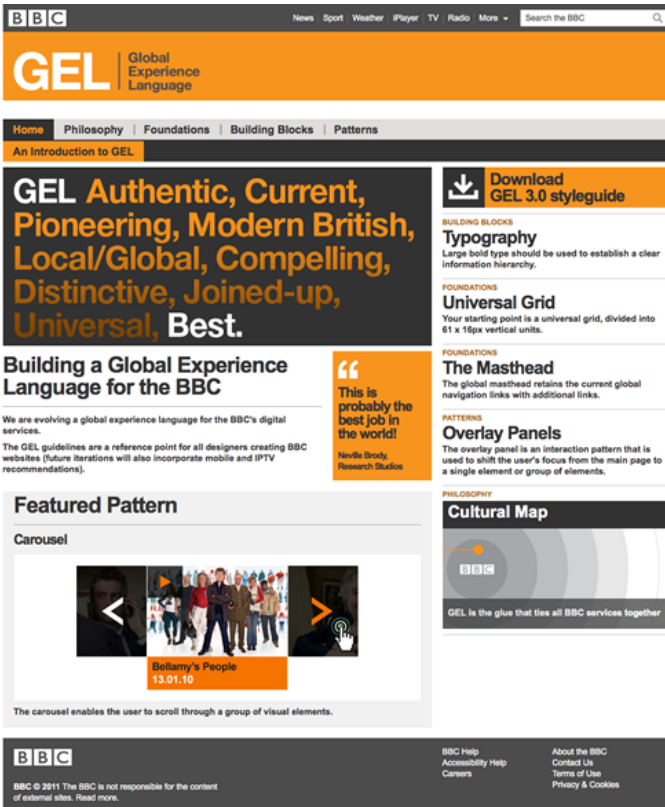 BBC
News Sport Weather iPlayer TV Radio More Search the BBC
GEL Global
Experience
Language
Home Philosophy Foundations Building Blocks Patterns
An Introduction to GEL
GEL Authentic, Current,
Pioneering, Modern British,
Local/Global, Compelling,
Distinctive, Joined-up,
Universal, Best.
Building a Global Experience
Language for the BBC
We are evolving a global experience language for the BBC's digital
services.
The GEL guidelines are a reference point for all designers creating BBC
websites (future iterations will also incorporate mobile and IPTV
recommendations).
“
This is
probably the
best job in
the world!
Neville Brody,
Research Studios
Featured Pattern
Carousel
Bellamy's People
13.01.10
The carousel enables the user to scroll through a group of visual elements.
Download
GEL 3.0 styleguide
BUILDING BLOCKS
Typography
Large bold type should be used to establish a clear
information hierarchy.
FOUNDATIONS
Universal Grid
Your starting point is a universal grid, divided into
61 x 16px vertical units.
FOUNDATIONS
The Masthead
The global masthead retains the current global
navigation links with additional links.
PATTERNS
Overlay Panels
The overlay panel is an interaction pattern that is
used to shift the user's focus from the main page to
a single element or group of elements.
PHILOSOPHY
Cultural Map
BBC
GEL is the glue that ties all BBC services together
BBC
BBC © 2011 The BBC is not responsible for the content
of external sites. Read more.
BBC Help
Accessibility Help
Careers
About the BBC
Contact Us
Terms of Use
Privacy & Cookies